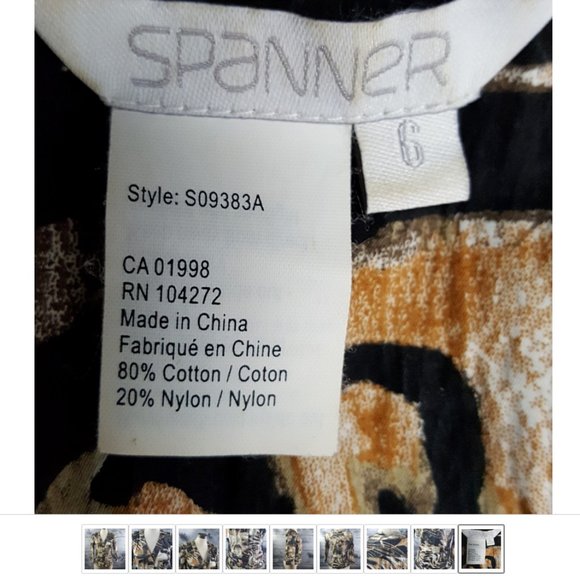 SPANNER
6
Style: S09383A
CA 01998
RN 104272
Made in China
Fabriqué en Chine
80% Cotton / Coton
20% Nylon / Nylon